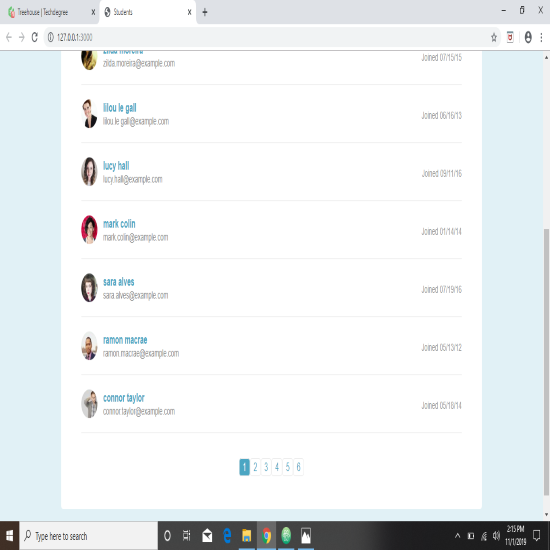 Treehouse | Techdegree
Students
127.0.0.1:3000
zilda moreira
zilda.moreira@example.com
Joined 07/15/15
lilou le gall
lilou.le gall@example.com
Joined 06/16/13
lucy hall
lucy.hall@example.com
Joined 09/11/16
mark colin
mark.colin@example.com
Joined 01/14/14
sara alves
sara.alves@example.com
Joined 07/19/16
ramon macrae
ramon.macrae@example.com
Joined 05/13/12
connor taylor
connor.taylor@example.com
Joined 05/18/14
1 2 3 4 5 6
Type here to search
2:15 PM
11/1/2019